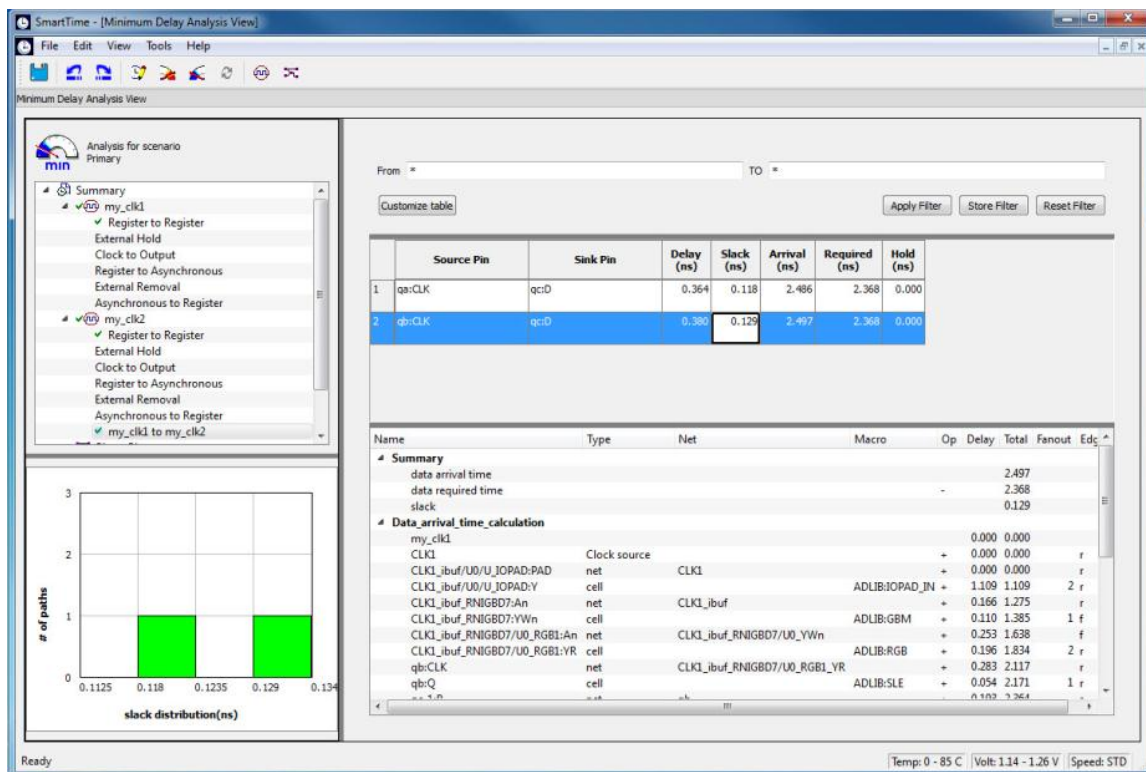 SmartTime - [Minimum Delay Analysis View]
File Edit View Tools Help
Minimum Delay Analysis View
Analysis for scenario
Primary
min
Summary
my_clk1
Register to Register
External Hold
Clock to Output
Register to Asynchronous
External Removal
Asynchronous to Register
my_clk2
Register to Register
External Hold
Clock to Output
Register to Asynchronous
External Removal
Asynchronous to Register
my_clk1 to my_clk2
3
2
1
0
# of paths
0.1125 0.118 0.1235 0.129 0.134
slack distribution(ns)
From * TO *
Customize table Apply Filter Store Filter Reset Filter
Source Pin Sink Pin Delay (ns) Slack (ns) Arrival (ns) Required (ns) Hold (ns)
1 qa:CLK qc:D 0.364 0.118 2.486 2.368 0.000
2 qb:CLK qc:D 0.380 0.129 2.497 2.368 0.000
Name Type Net Macro Op Delay Total Fanout Edg
Summary
data arrival time 2.497
data required time - 2.368
slack 0.129
Data_arrival_time_calculation
my_clk1 0.000 0.000
CLK1 Clock source + 0.000 0.000 r
CLK1_ibuf/U0/U_IOPAD:PAD net CLK1 + 0.000 0.000 r
CLK1_ibuf/U0/U_IOPAD:Y cell ADLIB:IOPAD_IN + 1.109 1.109 2 r
CLK1_ibuf_RNIGBD7:An net CLK1_ibuf + 0.166 1.275 r
CLK1_ibuf_RNIGBD7:YWn cell ADLIB:GBM + 0.110 1.385 1 f
CLK1_ibuf_RNIGBD7/U0_RGB1:An net CLK1_ibuf_RNIGBD7/U0_YWn + 0.253 1.638 f
CLK1_ibuf_RNIGBD7/U0_RGB1:YR cell ADLIB:RGB + 0.196 1.834 2 r
qb:CLK net CLK1_ibuf_RNIGBD7/U0_RGB1_YR + 0.283 2.117 r
qb:Q cell ADLIB:SLE + 0.054 2.171 1 r
Ready
Temp: 0 - 85 C Volt: 1.14 - 1.26 V Speed: STD